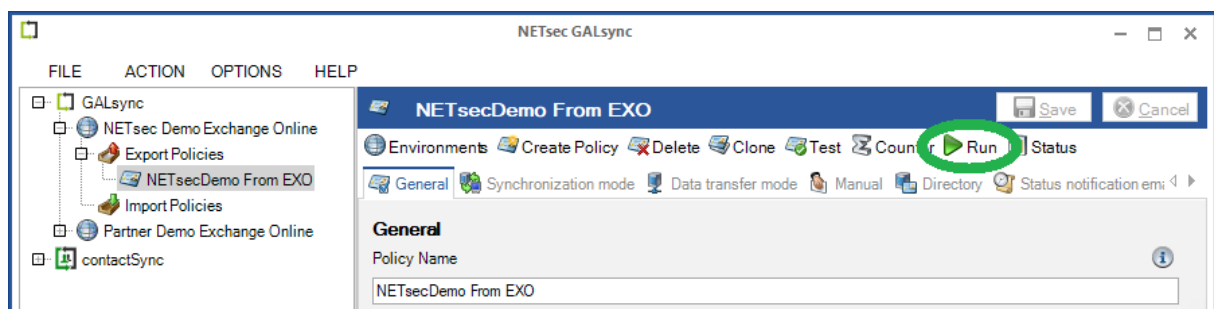 NETsec GALsync
FILE ACTION OPTIONS HELP
GALsync
NETsec Demo Exchange Online
Export Policies
NETsecDemo From EXO
Import Policies
Partner Demo Exchange Online
contactSync
NETsecDemo From EXO Save Cancel
Environments Create Policy Delete Clone Test Run Status
General Synchronization mode Data transfer mode Manual Directory Status notification
General
Policy Name
NETsecDemo From EXO